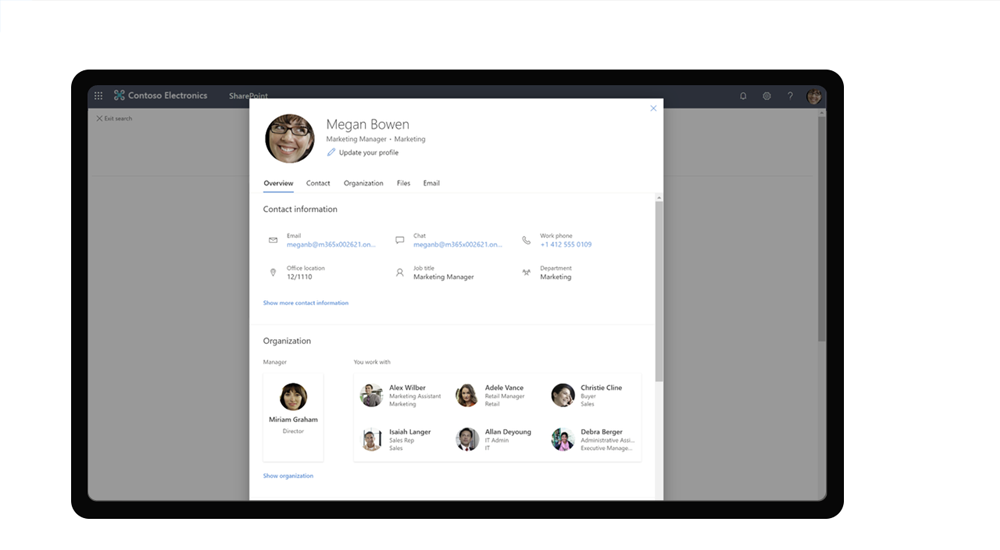 Contoso Electronics
SharePoint
?
Exit search
Megan Bowen
Marketing Manager - Marketing
Update your profile
Overview Contact Organization Files Email
Contact information
Email
meganb@m365x002621.on...
Chat
meganb@m365x002621.on...
Work phone
+1 412 555 0109
Office location
12/1110
Job title
Marketing Manager
Department
Marketing
Show more contact information
Organization
Manager
Miriam Graham
Director
You work with
Alex Wilber
Marketing Assistant
Marketing
Adele Vance
Retail Manager
Retail
Christie Cline
Buyer
Sales
Isaiah Langer
Sales Rep
Sales
Allan Deyoung
IT Admin
IT
Debra Berger
Administrative Assi...
Executive Manage...
Show organization